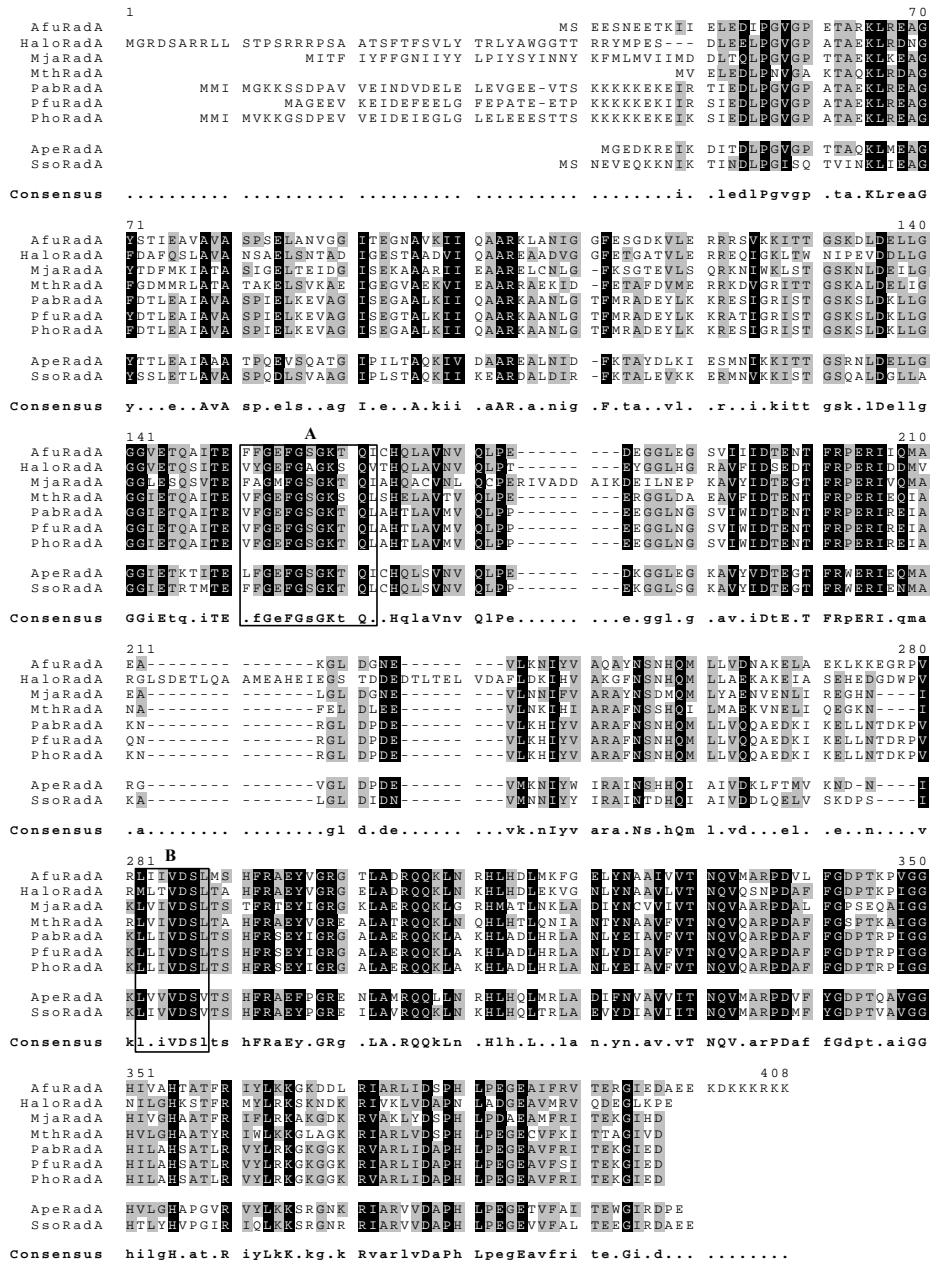 1 70
AfuRadA MS EESNEETKII ELEDIPGVGP ETARKLREAG
HaloRadA MGRDSARRLL STPSRRRPSA ATSFTFSVLY TRLYAWGGTT RRYMPES--- DLEELPGVGP ATAEKLRDNG
MjaRadA MITF IYFFGNIIYY LPIYSYINNY KFMLMVIIMD DLTQLPGVGP TTAEKLKEAG
MthRadA MV ELEDLPNVGA KTAQKLRDAG
PabRadA MMI MGKKSSDPAV VEINDVDELE LEVGEE-VTS KKKKKEKEIR TIEDLPGVGP ATAEKLREAG
PfuRadA MAGEEV KEIDEFEELG FEPATE-ETP KKKKKKEIIK SIEDLPGVGP ATAEKLREAG
PhoRadA MMI MVKKGSDPEV VEIDEIEGLG LELEEESTTS KKKKKEKEIK SIEDLPGVGP ATAEKLREAG
ApeRadA MGEDKREIK DITDLPGVGP TTAQKLMEAG
SsoRadA MS NEVEQKKNIK TINDLPGISQ TVINKLIEAG
Consensus .......... .......... .......... .......... ........i. .ledlPgvgp .ta.KLreaG
71 140
AfuRadA YSTIEAVAVA SPSELANVGG ITEGNAVKII QAARKLANIG GFESGDKVLE RRRSVKKITT GSKDLDELLG
HaloRadA FDAFQSLAVA NSAELSNTAD IGESTAADVI QAAREAADVG GFETGATVLE RREQIGKLTW NIPEVDDLLG
MjaRadA YTDFMKIATA SIGELTEIDG ISEKAAARII EAARELCNLG -FKSGTEVLS QRKNIWKLST GSKNLDEILG
MthRadA FGDMMRLATA TAKELSVKAE IGEGVAEKVI EAARRAEKID -FETAFDVME RRKDVGRITT GSKALDELIG
PabRadA FDTLEAIAVA SPIELKEVAG ISEGAALKII QAARKAANLG TFMRADEYLK KRESIGRIST GSKSLDKLLG
PfuRadA YDTLEAIAVA SPIELKEVAG ISEGTALKII QAARKAANLG TFMRADEYLK KRATIGRIST GSKSLDKLLG
PhoRadA FDTLEAIAVA SPIELKEVAG ISEGAALKII QAARKAANLG TFMRADEYLK KRESIGRIST GSKSLDKLLG
ApeRadA YTTLEAIAAA TPQEVSQATG IPILTAQKIV DAAREALNID -FKTAYDLKI ESMNIKKITT GSRNLDELLG
SsoRadA YSSLETLAVA SPQDLSVAAG IPLSTAQKII KEARDALDIR -FKTALEVKK ERMNVKKIST GSQALDGLLA
Consensus y...e..AvA sp.els..ag I.e..A.kii .aAR.a.nig .F.ta..vl. .r..i.kitt gsk.lDellg
A
141 210
AfuRadA GGVETQAITE FFGEFGSGKT QICHQLAVNV QLPE------ ----DEGGLEG SVIIIDTENT FRPERIIQMA
HaloRadA GGVETQSITE VYGEFGAGKS QVTHQLAVNV QLPT------ ----EYGGLHG RAVFIDSEDT FRPERIDDMV
MjaRadA GGLESQSVTE FAGMFGSGKT QIAHQACVNL QCPERIVADD AIKDEILNEP KAVYIDTEGT FRPERIVQMA
MthRadA GGIETQAITE VFGEFGSGKS QLSHELAVTV QLPE------ ----ERGGLDA EAVFIDTENT FRPERIEQIA
PabRadA GGIETQAITE VFGEFGSGKT QLAHTLAVMV QLPP------ ----EEGGLNG SVIWIDTENT FRPERIREIA
PfuRadA GGIETQAITE VFGEFGSGKT QLAHTLAVMV QLPP------ ----EEGGLNG SVIWIDTENT FRPERIREIA
PhoRadA GGIETQAITE VFGEFGSGKT QLAHTLAVMV QLPP------ ----EEGGLNG SVIWIDTENT FRPERIREIA
ApeRadA GGIETKTITE LFGEFGSGKT QICHQLSVNV QLPE------ ----DKGGLEG KAVYVDTEGT FRWERIEQMA
SsoRadA GGIETRTMTE FFGEFGSGKT QLCHQLSVNV QLPP------ ----EKGGLSG KAVYIDTEGT FRWERIENMA
Consensus GGiEtq.iTE .fGeFGsGKt Q..HqlaVnv QlPe...... ....e.ggl.g .av.iDtE.T FRpERI.qma
211 280
AfuRadA EA-------- --------KGL DGNE------ ----VLKNIYV AQAYNSNHQM LLVDNAKELA EKLKKEGRPV
HaloRadA RGLSDETLQA AMEAHEIEGS TDDEDTLTEL VDAFLDKIHV AKGFNSNHQM LLAEKAKEIA SEHEDGDWPV
MjaRadA EA-------- --------LGL DGNE------ ----VLNNIFV ARAYNSDMQM LYAENVENLI REGHN----I
MthRadA NA-------- --------FEL DLDE------ ----VLNKIHI ARAFNSSHQI LMAEKVNELI QEGKN----I
PabRadA KN-------- --------RGL DPDE------ ----VLKHIYV ARAFNSNHQM LLVQQAEDKI KELLNTDKPV
PfuRadA QN-------- --------RGL DPDE------ ----VLKHIYV ARAFNSNHQM LLVQQAEDKI KELLNTDRPV
PhoRadA KN-------- --------RGL DPDE------ ----VLKHIYV ARAFNSNHQM LLVQQAEDKI KELLNTDKPV
ApeRadA RG-------- --------VGL DPDE------ ----VMKNIYW IRAINSHHQI AIVDKLFTMV KND-N----I
SsoRadA KA-------- --------LGL DIDN------ ----VMNNIYY IRAINTDHQI AIVDDLQELV SKDPS----I
Consensus .a........ ........gl d.de...... ....vk.nIyv ara.Ns.hQm l.vd...el. .e..n....v
B
281 350
AfuRadA RLIIVDSLMS HFRAEYVGRG TLADRQQKLN RHLHDLMKFG ELYNAAIVVT NQVMARPDVL FGDPTKPVGG
HaloRadA RMLTVDSLTA HFRAEYVGRG ELADRQQKLN KHLHDLEKVG NLYNAAVLVT NQVQSNPDAF FGDPTKPIGG
MjaRadA KLVIVDSLTS TFRTEYIGRG KLAERQQKLG RHMATLNKLA DIYNCVVIVT NQVAARPDAL FGPSEQAIGG
MthRadA RLVIVDSLTA HFRAEYVGRE ALATRQQKLN QHLHTLQNIA NTYNAAVFVT NQVQARPDAF FGSPTKAIGG
PabRadA KLLIVDSLTS HFRSEYIGRG ALAERQQKLA KHLADLHRLA NLYEIAVFVT NQVQARPDAF FGDPTRPIGG
PfuRadA KLLIVDSLTS HFRSEYIGRG ALAERQQKLA KHLADLHRLA NLYEIAVFVT NQVQARPDAF FGDPTRPIGG
PhoRadA KLLIVDSLTS HFRSEYIGRG ALAERQQKLA KHLADLHRLA NLYEIAVFVT NQVQARPDAF FGDPTRPIGG
ApeRadA KLVVVDSVTS HFRAEFPGRE NLAMRQQLLN RHLHQLMRLA DIFNVAVVIT NQVMARPDVF YGDPTQAVGG
SsoRadA KLIVVDSVTS HFRAEYPGRE ILAVRQQKLN KHLHQLTRLA EVYDIAVIIT NQVMARPDMF YGDPTVAVGG
Consensus kl.iVDSlts hFRaEy.GRg .LA.RQQkLn .Hlh.L..la n.yn.av.vT NQV.arPDaf fGdpt.aiGG
351 408
AfuRadA HIVAHTATFR IYLKKGKDDL RIARLIDSPH LPEGEAIFRV TERGIEDAEE KDKKKRKK
HaloRadA NILGHKSTFR MYLRKSKNDK RIVKLVDAPN LADGEAVMRV QDEGLKPE
MjaRadA HIVGHAATFR IFLRKAKGDK RVAKLYDSPH LPDAEAMFRI TEKGIHD
MthRadA HVLGHAATYR IWLKKGLAGK RIARLVDSPH LPEGECVFKI TTAGIVD
PabRadA HILAHSATLR VYLRKGKGGK RVARLIDAPH LPEGEAVFRI TEKGIED
PfuRadA HILAHSATLR VYLRKGKGGK RIARLIDAPH LPEGEAVFSI TEKGIED
PhoRadA HILAHSATLR VYLRKGKGGK RVARLIDAPH LPEGEAVFRI TEKGIED
ApeRadA HVLGHAPGVR VYLKKSRGNK RIARVVDAPH LPEGETVFAI TEWGIRDPE
SsoRadA HTLYHVPGIR IQLKKSRGNR RIARVVDAPH LPEGEVVFAL TEEGIRDAEE
Consensus hilgH.at.R iyLkK.kg.k RvarlvDaPH LpegEavfri te.Gi.d... ........